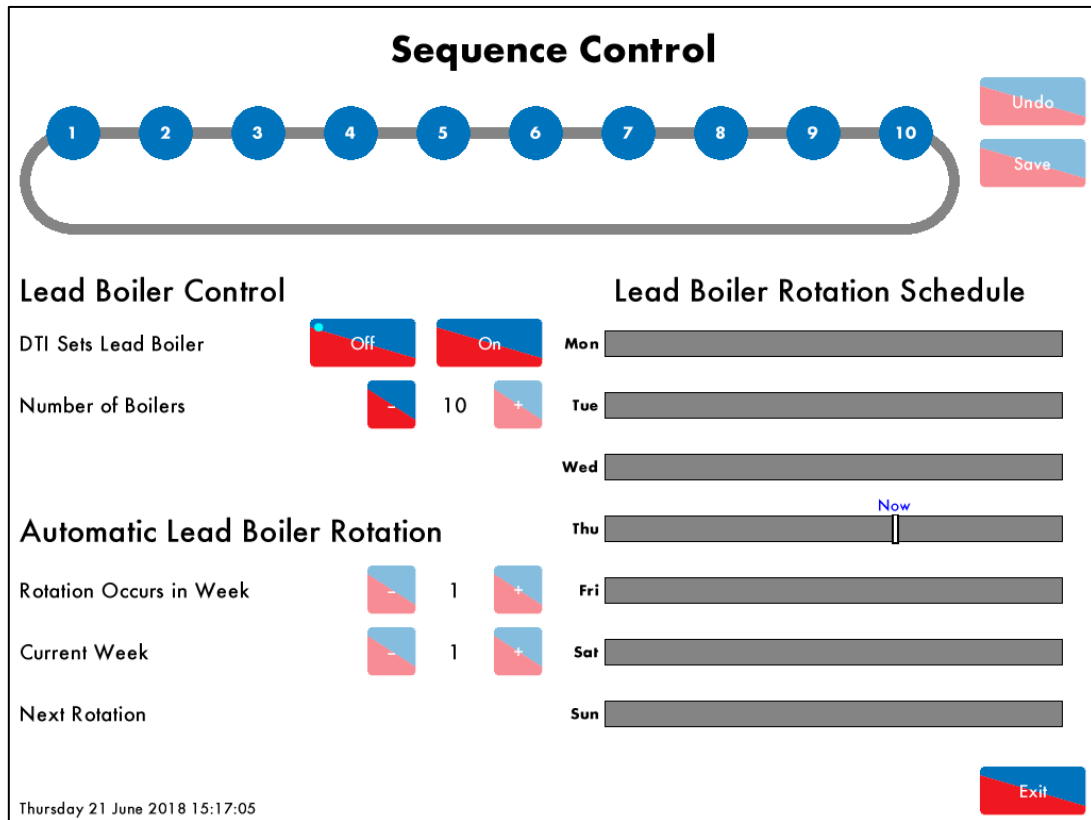 Sequence Control
1 2 3 4 5 6 7 8 9 10
Undo
Save
Lead Boiler Control
DTI Sets Lead Boiler Off On
Number of Boilers - 10 +
Automatic Lead Boiler Rotation
Rotation Occurs in Week - 1 +
Current Week - 1 +
Next Rotation
Lead Boiler Rotation Schedule
Mon
Tue
Wed
Now
Thu
Fri
Sat
Sun
Exit
Thursday 21 June 2018 15:17:05